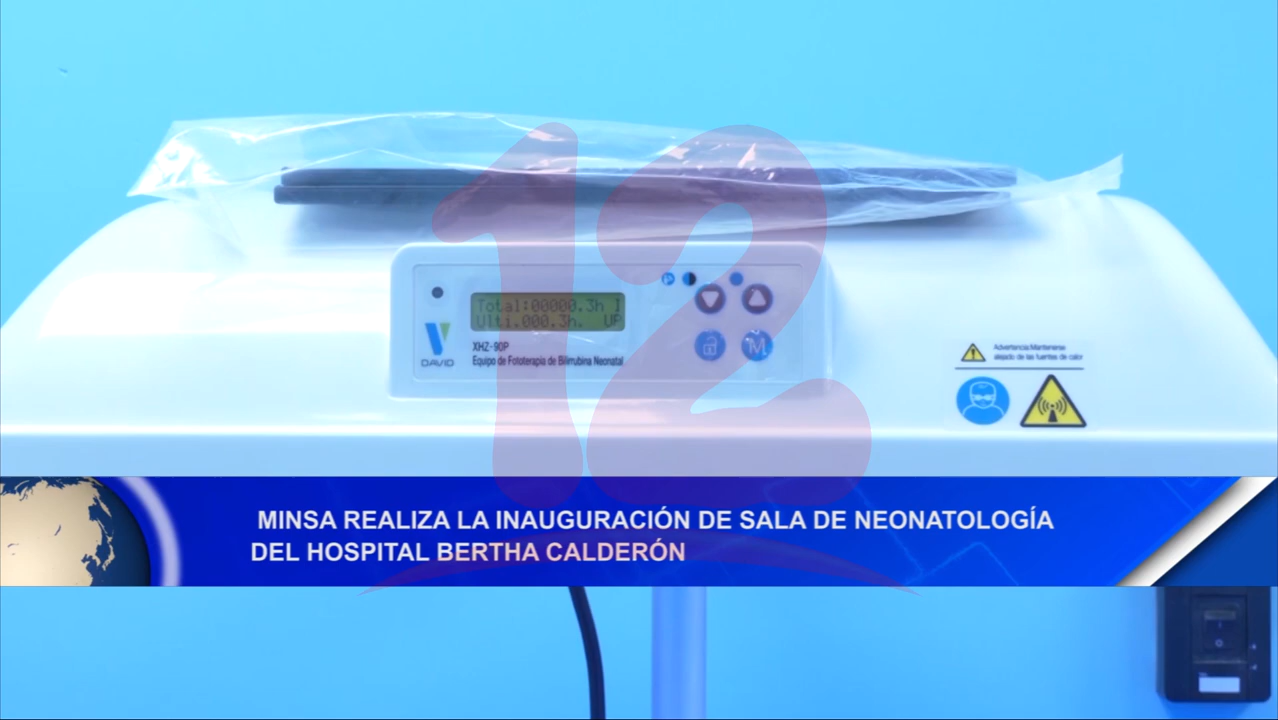 12
Total:00000.3h I
Ulti.000.3h. UP
DAVID
XHZ-90P
Equipo de Fototerapia de Bilirrubina Neonatal
M
Advertencia:Mantenerse
alejado de las fuentes de calor
MINSA REALIZA LA INAUGURACIÓN DE SALA DE NEONATOLOGÍA
DEL HOSPITAL BERTHA CALDERÓN